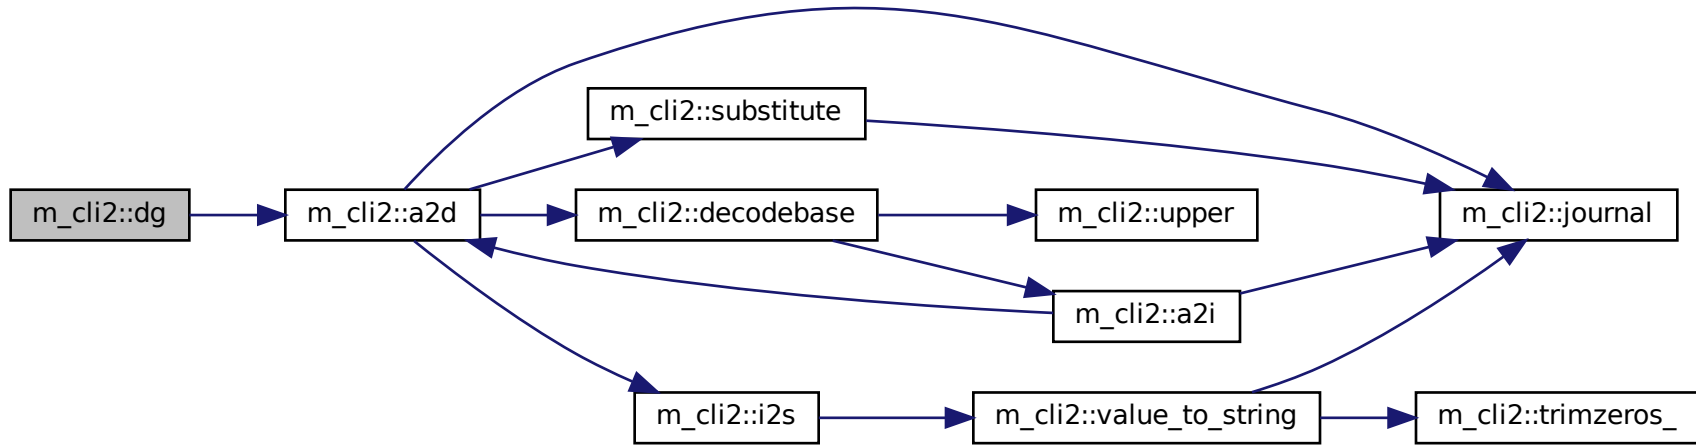 m_cli2::substitute
m_cli2::dg
m_cli2::a2d
m_cli2::decodebase
m_cli2::upper
m_cli2::journal
m_cli2::a2i
m_cli2::i2s
m_cli2::value_to_string
m_cli2::trimzeros_